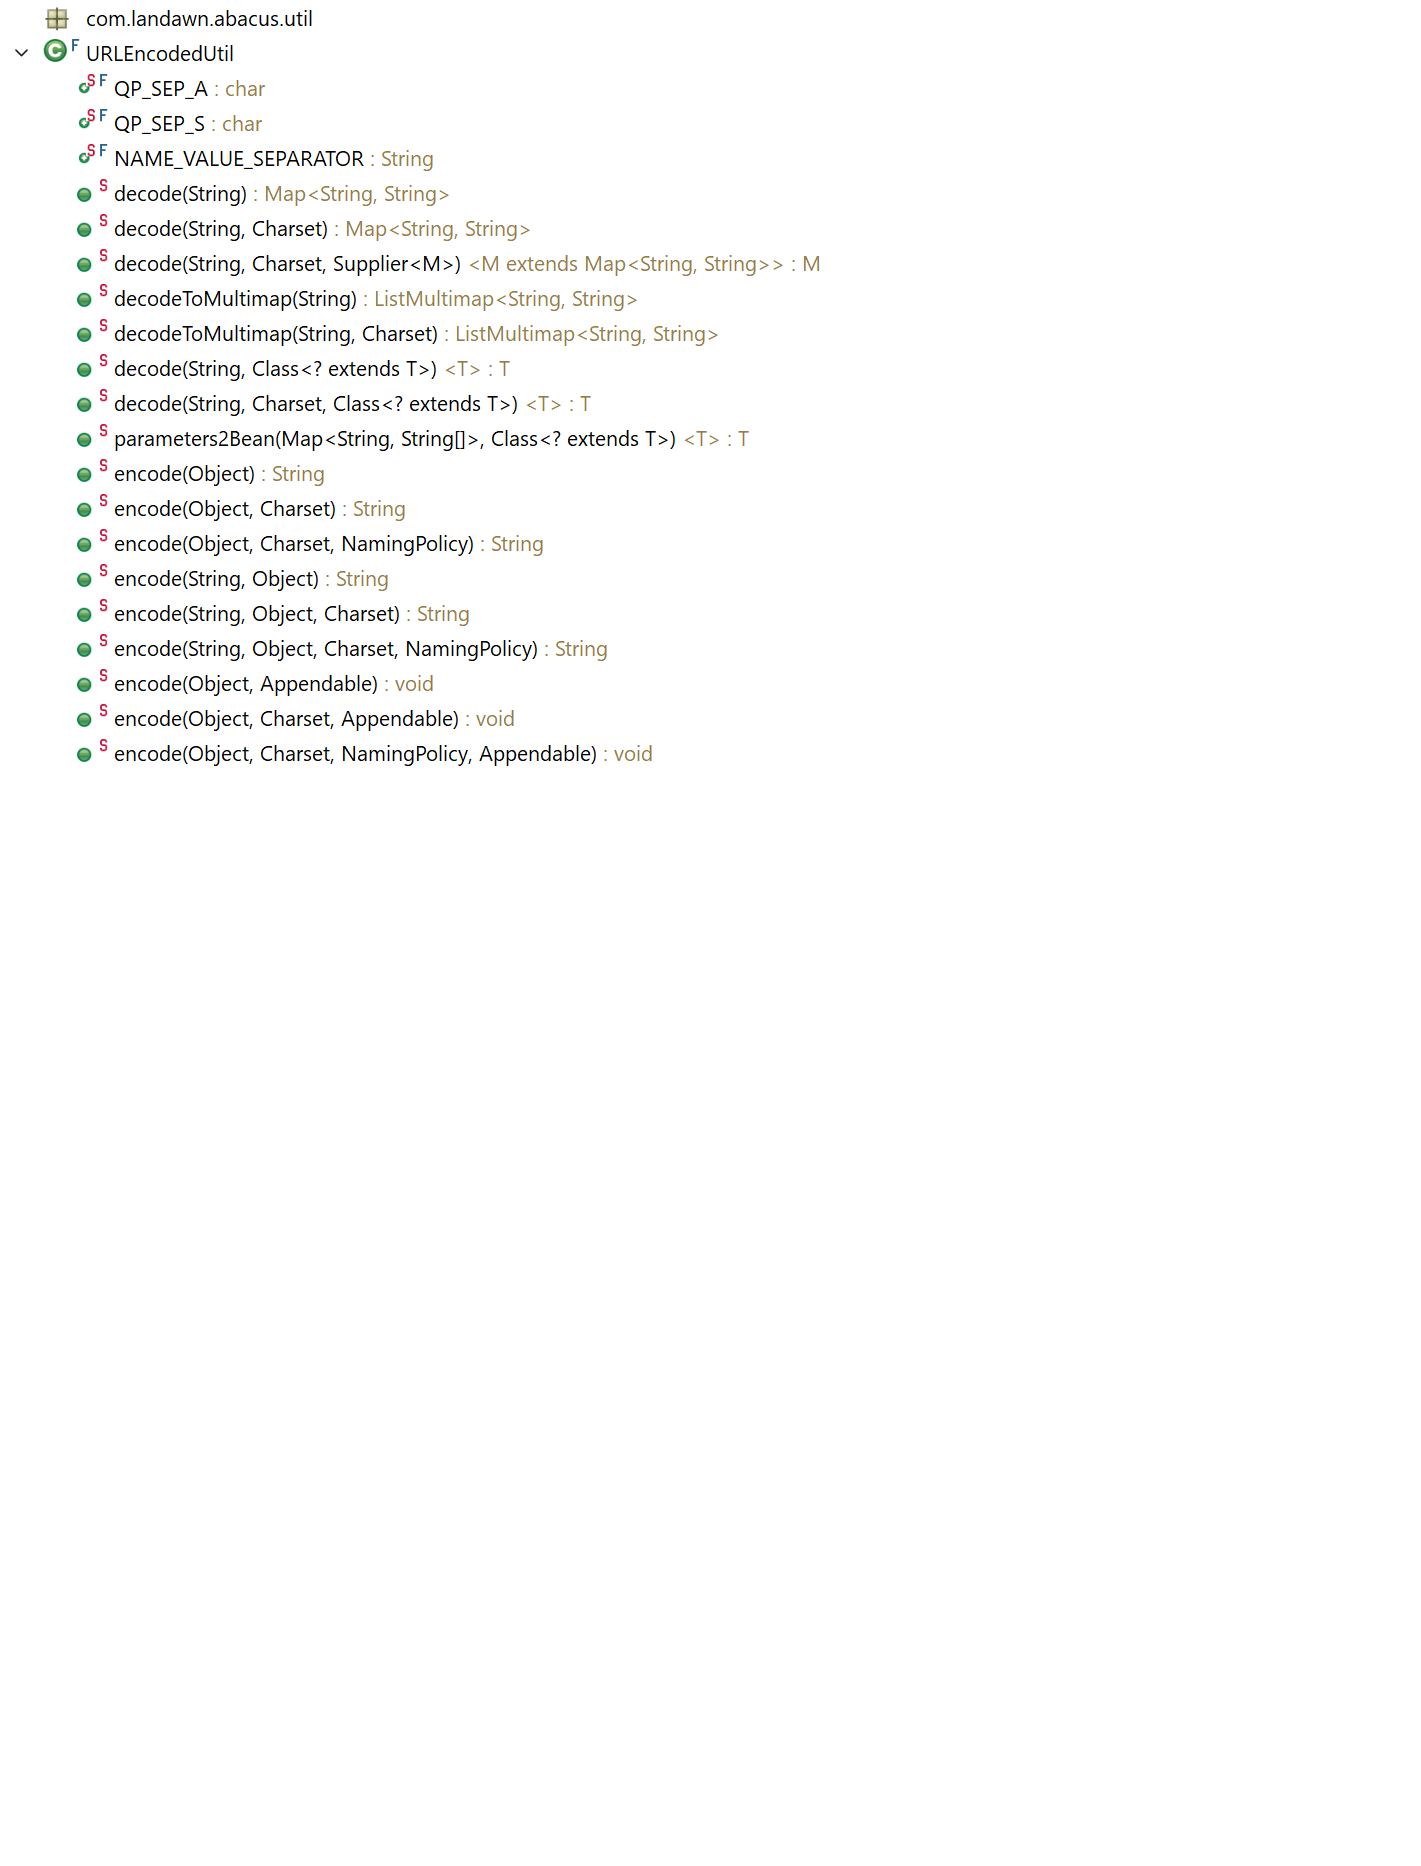 com.landawn.abacus.util
C F URLEncodedUtil
S F QP_SEP_A : char
S F QP_SEP_S : char
S F NAME_VALUE_SEPARATOR : String
S decode(String) : Map<String, String>
S decode(String, Charset) : Map<String, String>
S decode(String, Charset, Supplier<M>) <M extends Map<String, String>> : M
S decodeToMultimap(String) : ListMultimap<String, String>
S decodeToMultimap(String, Charset) : ListMultimap<String, String>
S decode(String, Class<? extends T>) <T> : T
S decode(String, Charset, Class<? extends T>) <T> : T
S parameters2Bean(Map<String, String[]>, Class<? extends T>) <T> : T
S encode(Object) : String
S encode(Object, Charset) : String
S encode(Object, Charset, NamingPolicy) : String
S encode(String, Object) : String
S encode(String, Object, Charset) : String
S encode(String, Object, Charset, NamingPolicy) : String
S encode(Object, Appendable) : void
S encode(Object, Charset, Appendable) : void
S encode(Object, Charset, NamingPolicy, Appendable) : void